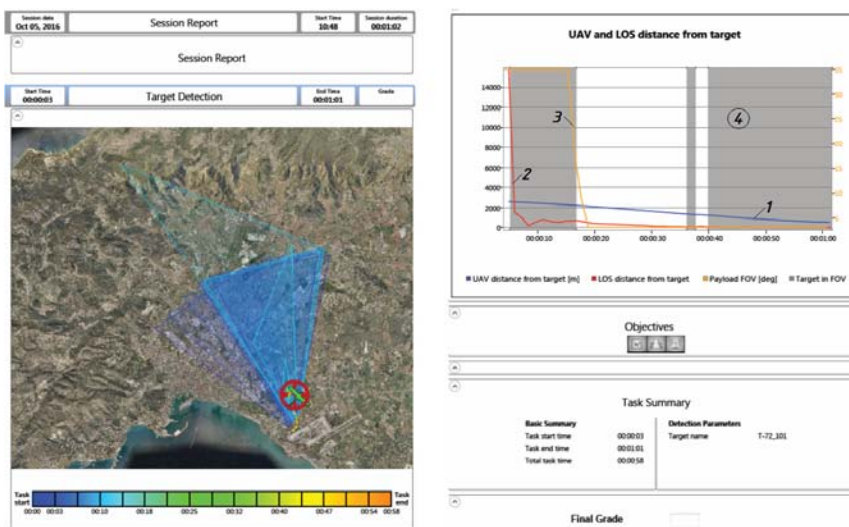 Session date
Oct 05, 2016
Session Report
Start Time
10:48
Session duration
00:01:02
Session Report
Start Time
00:00:03
Target Detection
End Time
00:01:01
Grade
Task start
00:00 00:03 00:10 00:18 00:25 00:32 00:40 00:47 00:54 00:58
Task end
UAV and LOS distance from target
14000
12000
10000
8000
6000
4000
2000
0
00:00:10 00:00:20 00:00:30 00:00:40 00:00:50 00:01:00
1
2
3
4
UAV distance from target [m] LOS distance from target Payload FOV [deg] Target in FOV
Objectives
Task Summary
Basic Summary
Task start time 00:00:03
Task end time 00:01:01
Total task time 00:00:58
Detection Parameters
Target name T-72_101
Final Grade